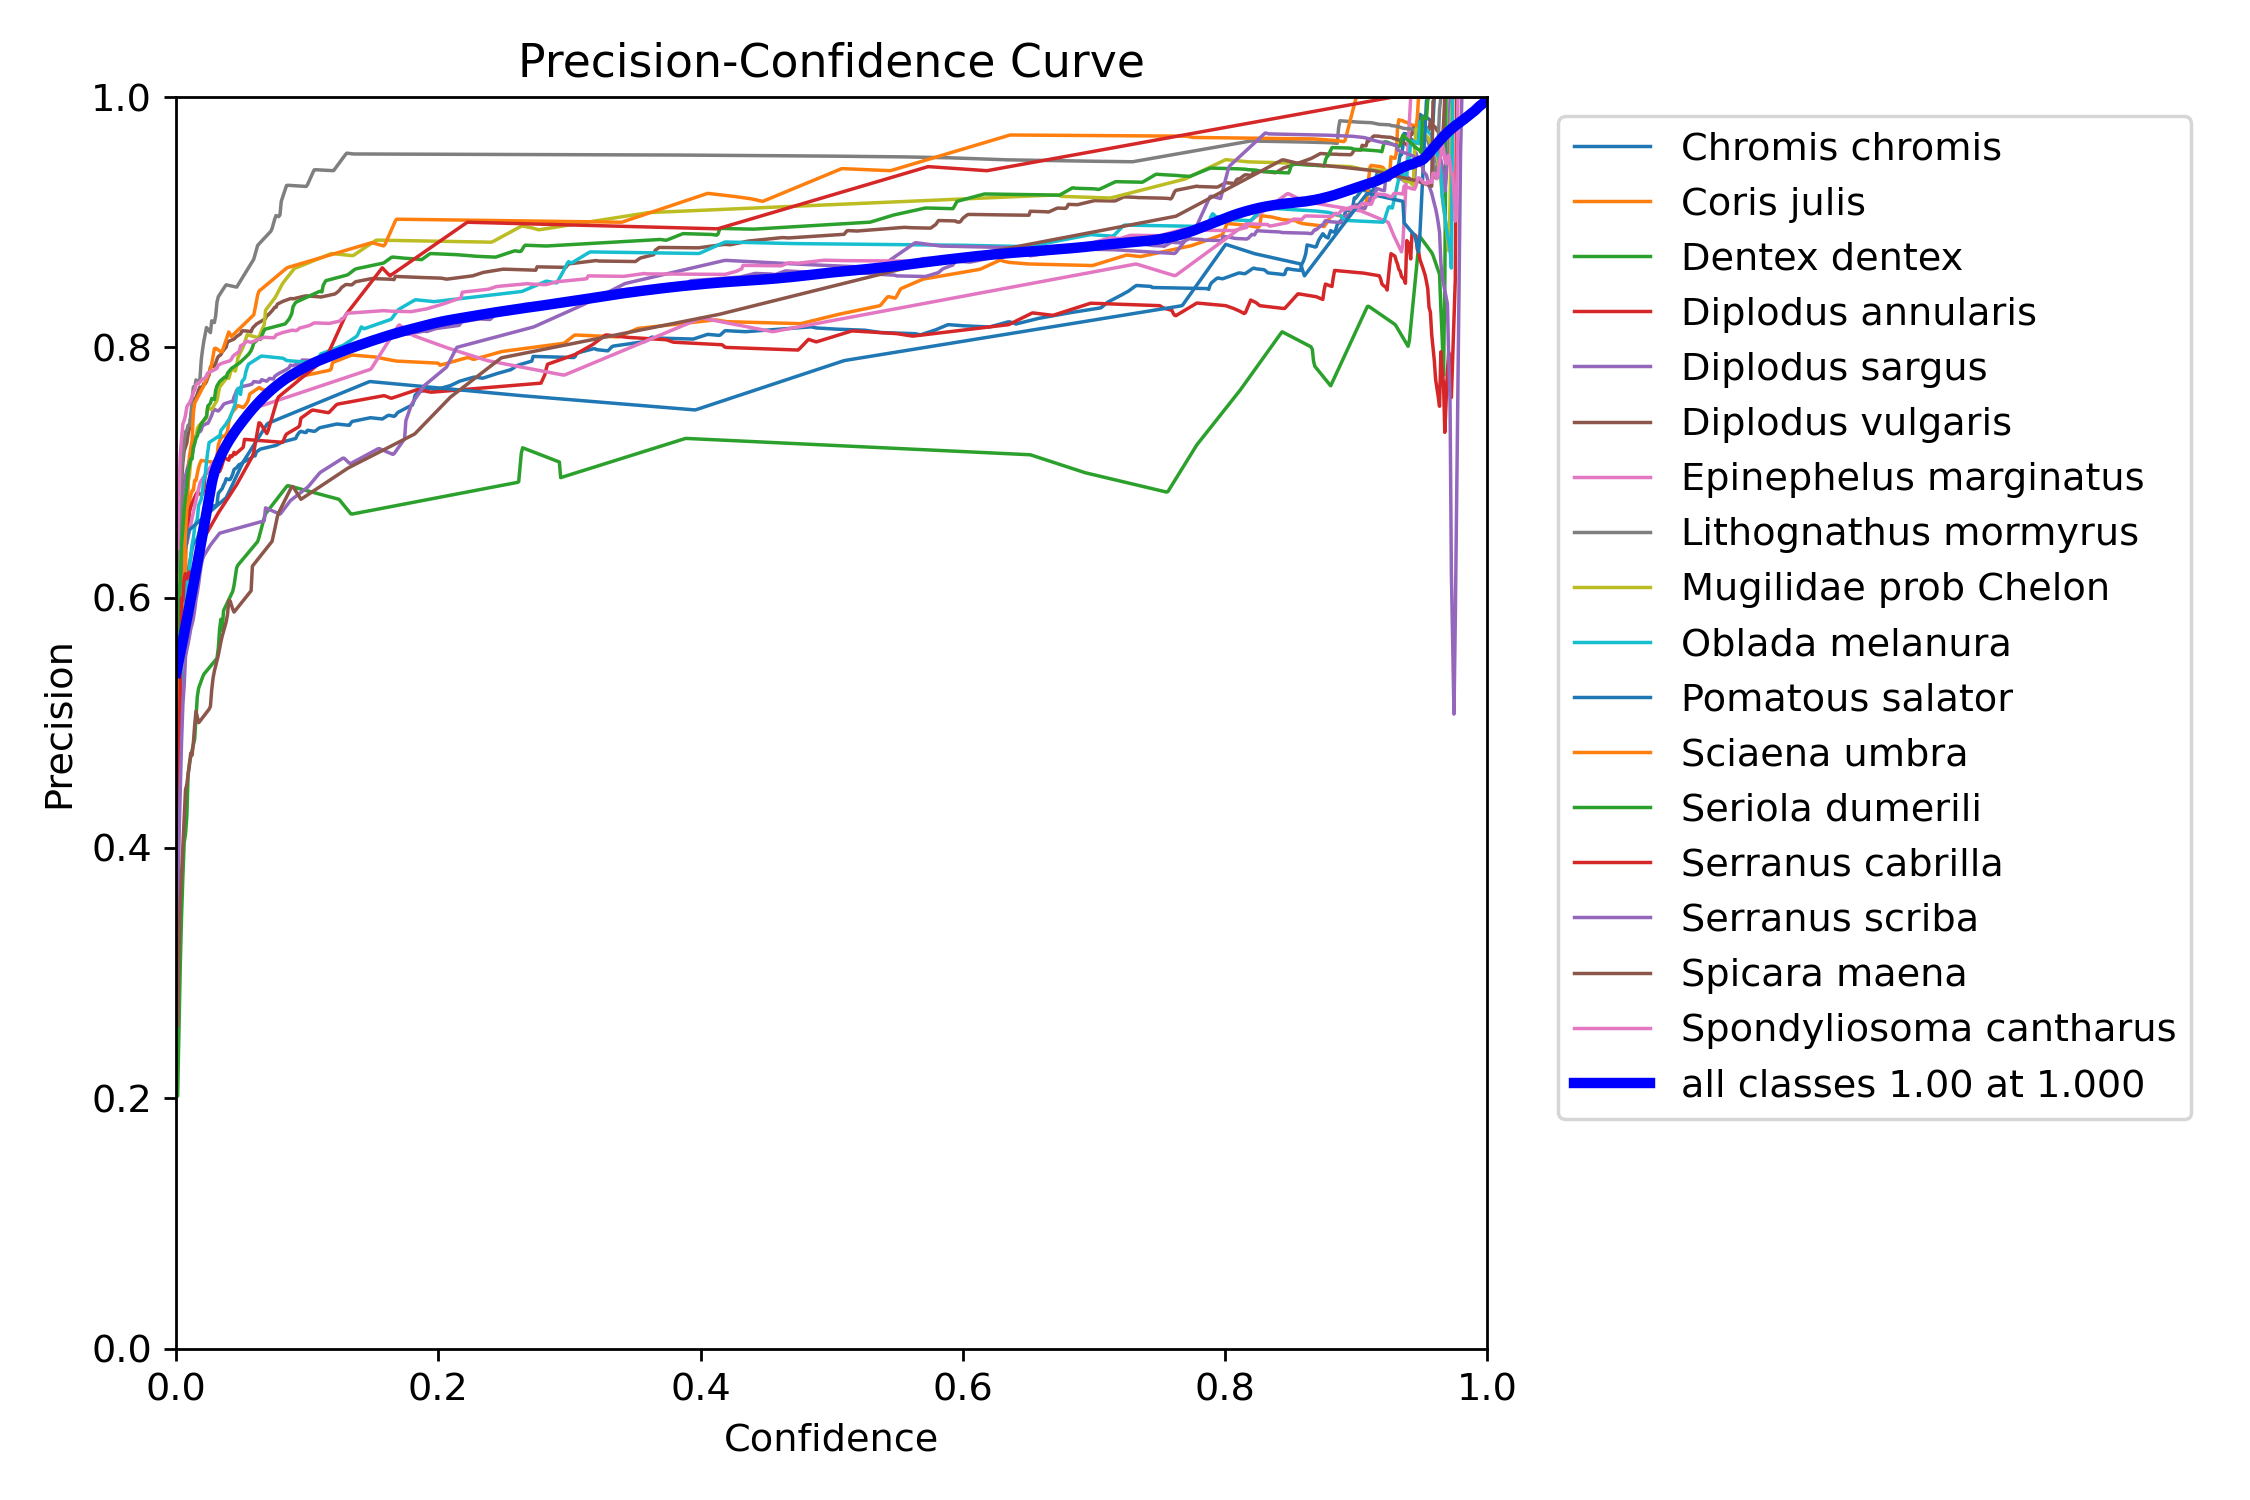 Precision-Confidence Curve
1.0
0.8
0.6
0.4
0.2
0.0
Precision
0.0 0.2 0.4 0.6 0.8 1.0
Confidence
Chromis chromis
Coris julis
Dentex dentex
Diplodus annularis
Diplodus sargus
Diplodus vulgaris
Epinephelus marginatus
Lithognathus mormyrus
Mugilidae prob Chelon
Oblada melanura
Pomatous salator
Sciaena umbra
Seriola dumerili
Serranus cabrilla
Serranus scriba
Spicara maena
Spondyliosoma cantharus
all classes 1.00 at 1.000